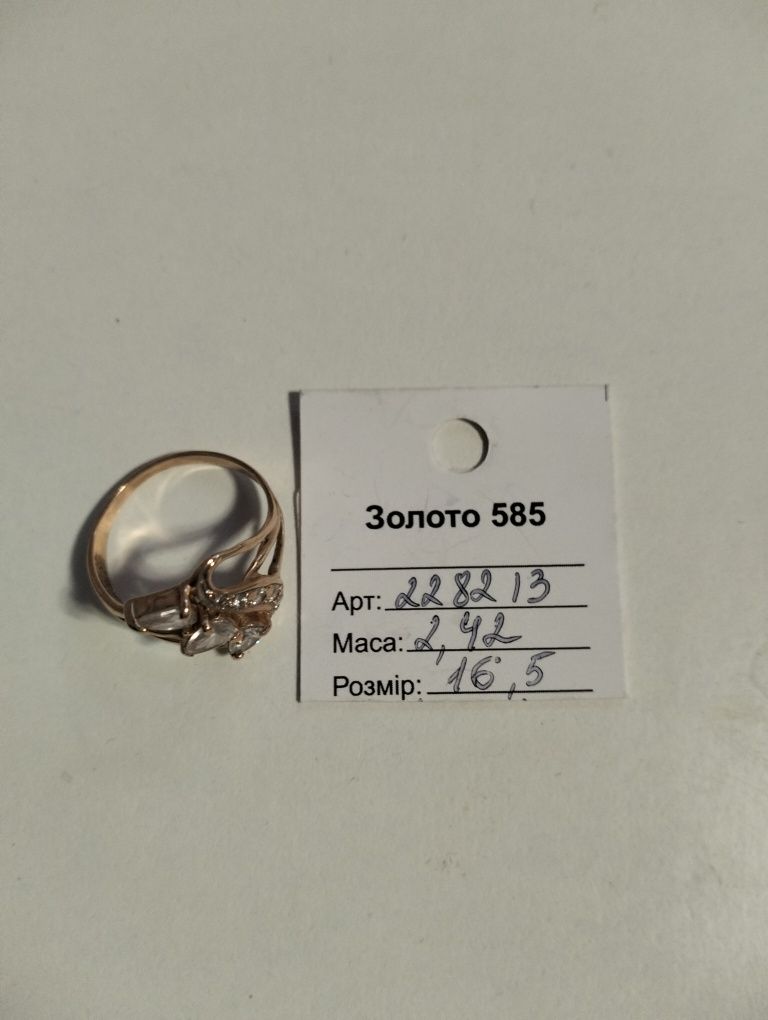 Золото 585
Арт: 228213
Маса: 2,42
Розмір: 16,5